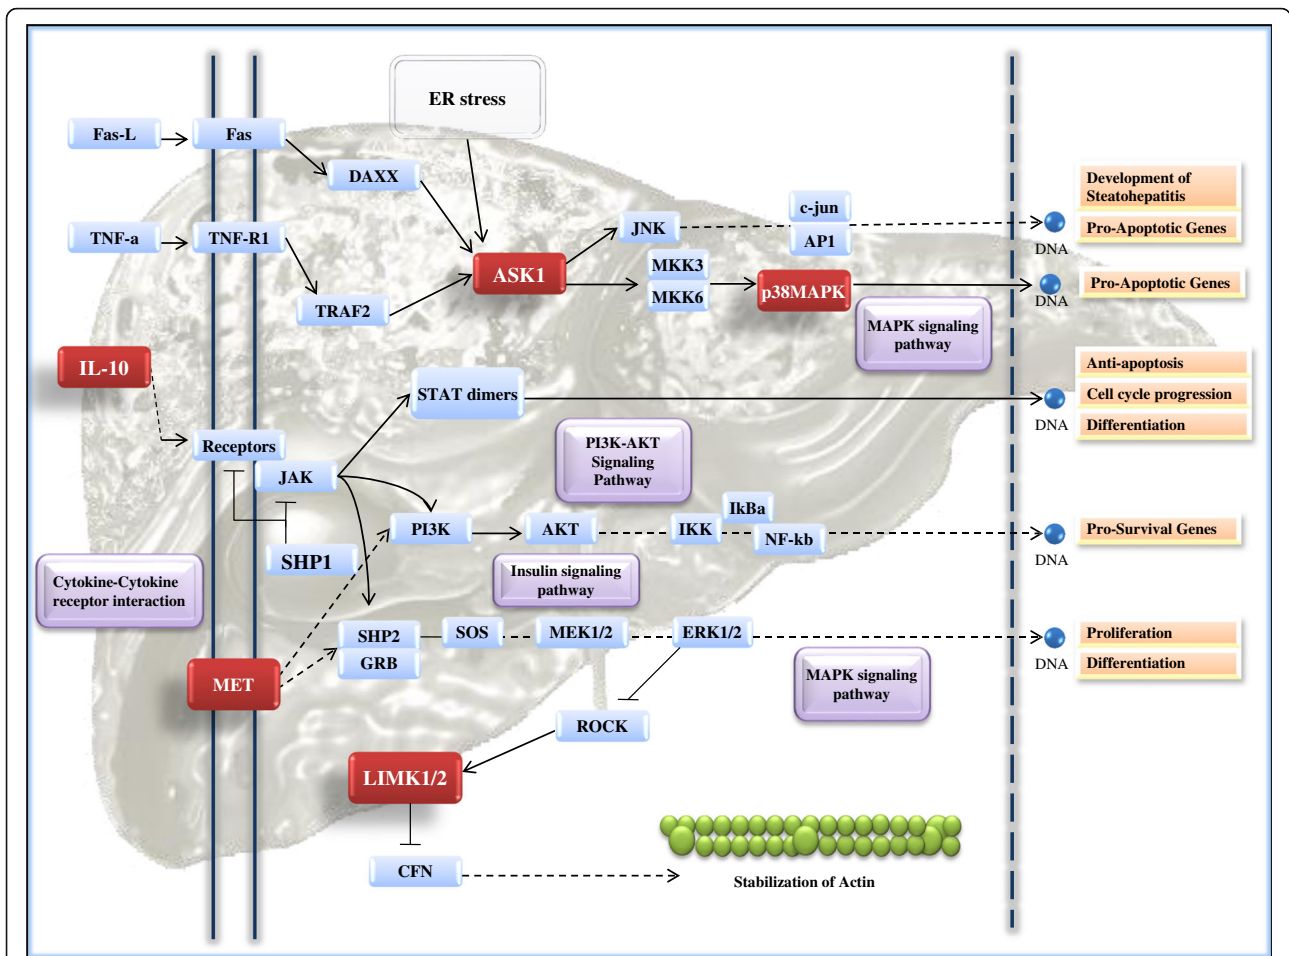 ER stress
Fas-L
Fas
DAXX
TNF-a
TNF-R1
TRAF2
ASK1
JNK
c-jun
AP1
MKK3
MKK6
p38MAPK
MAPK signaling
pathway
DNA
Development of
Steatohepatitis
Pro-Apoptotic Genes
DNA
Pro-Apoptotic Genes
IL-10
Receptors
JAK
STAT dimers
DNA
Anti-apoptosis
Cell cycle progression
Differentiation
PI3K-AKT
Signaling
Pathway
SHP1
PI3K
AKT
IKK
IkBa
NF-kb
DNA
Pro-Survival Genes
Cytokine-Cytokine
receptor interaction
Insulin signaling
pathway
MET
SHP2
GRB
SOS
MEK1/2
ERK1/2
DNA
Proliferation
Differentiation
MAPK signaling
pathway
ROCK
LIMK1/2
CFN
Stabilization of Actin